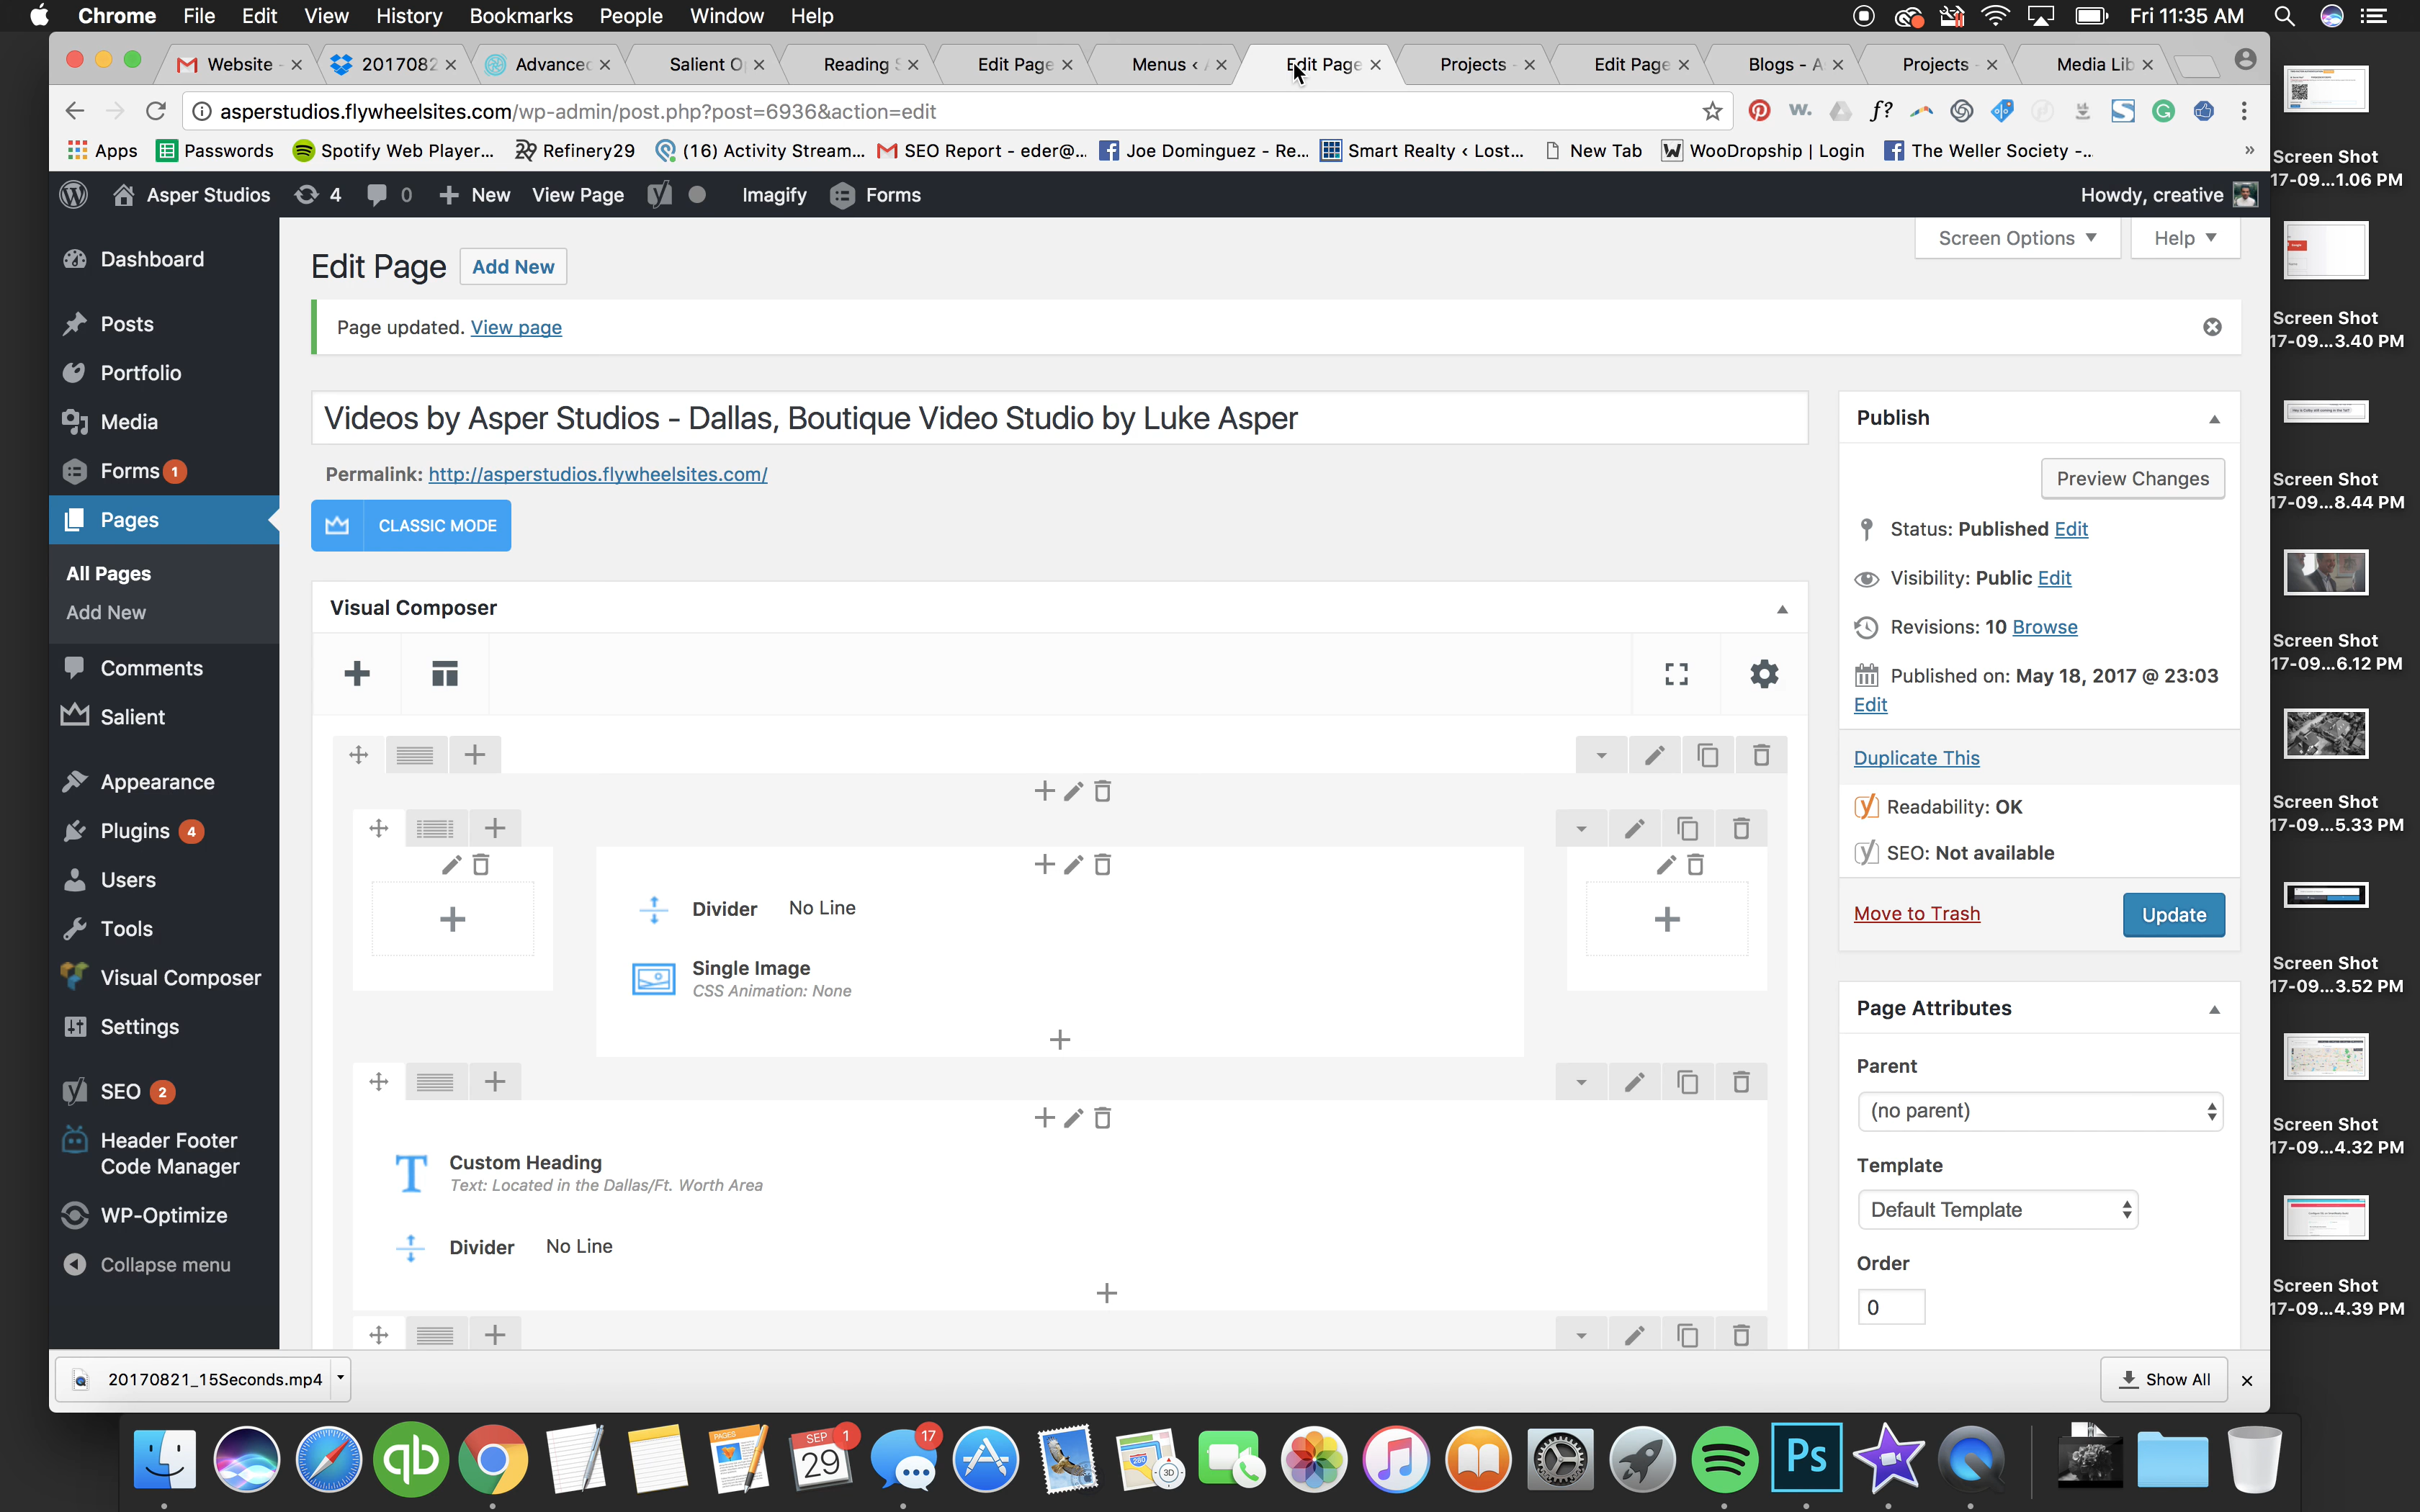 Chrome File Edit View History Bookmarks People Window Help Fri 11:35 AM
Website - 2017082 Advanced Salient O Reading S Edit Page Menus < A Edit Page Projects - Edit Page Blogs - A Projects - Media Lib
asperstudios.flywheelsites.com/wp-admin/post.php?post=6936&action=edit
Apps Passwords Spotify Web Player... Refinery29 (16) Activity Stream... SEO Report - eder@... Joe Dominguez - Re... Smart Realty < Lost... New Tab WooDropship | Login The Weller Society -... »
Asper Studios 4 0 New View Page Imagify Forms Howdy, creative
Screen Options Help
Dashboard
Posts
Portfolio
Media
Forms 1
Pages
All Pages
Add New
Comments
Salient
Appearance
Plugins 4
Users
Tools
Visual Composer
Settings
SEO 2
Header Footer
Code Manager
WP-Optimize
Collapse menu
Edit Page Add New
Page updated. View page
Videos by Asper Studios - Dallas, Boutique Video Studio by Luke Asper
Permalink: http://asperstudios.flywheelsites.com/
CLASSIC MODE
Visual Composer
Divider No Line
Single Image
CSS Animation: None
Custom Heading
Text: Located in the Dallas/Ft. Worth Area
Divider No Line
Publish
Preview Changes
Status: Published Edit
Visibility: Public Edit
Revisions: 10 Browse
Published on: May 18, 2017 @ 23:03
Edit
Duplicate This
Readability: OK
SEO: Not available
Move to Trash Update
Page Attributes
Parent
(no parent)
Template
Default Template
Order
0
Screen Shot
17-09...1.06 PM
Screen Shot
17-09...3.40 PM
Screen Shot
17-09...8.44 PM
Screen Shot
17-09...6.12 PM
Screen Shot
17-09...5.33 PM
Screen Shot
17-09...3.52 PM
Screen Shot
17-09...4.32 PM
Screen Shot
17-09...4.39 PM
20170821_15Seconds.mp4 Show All
qb PAGES SEP 29 1 17 280 3D Ps